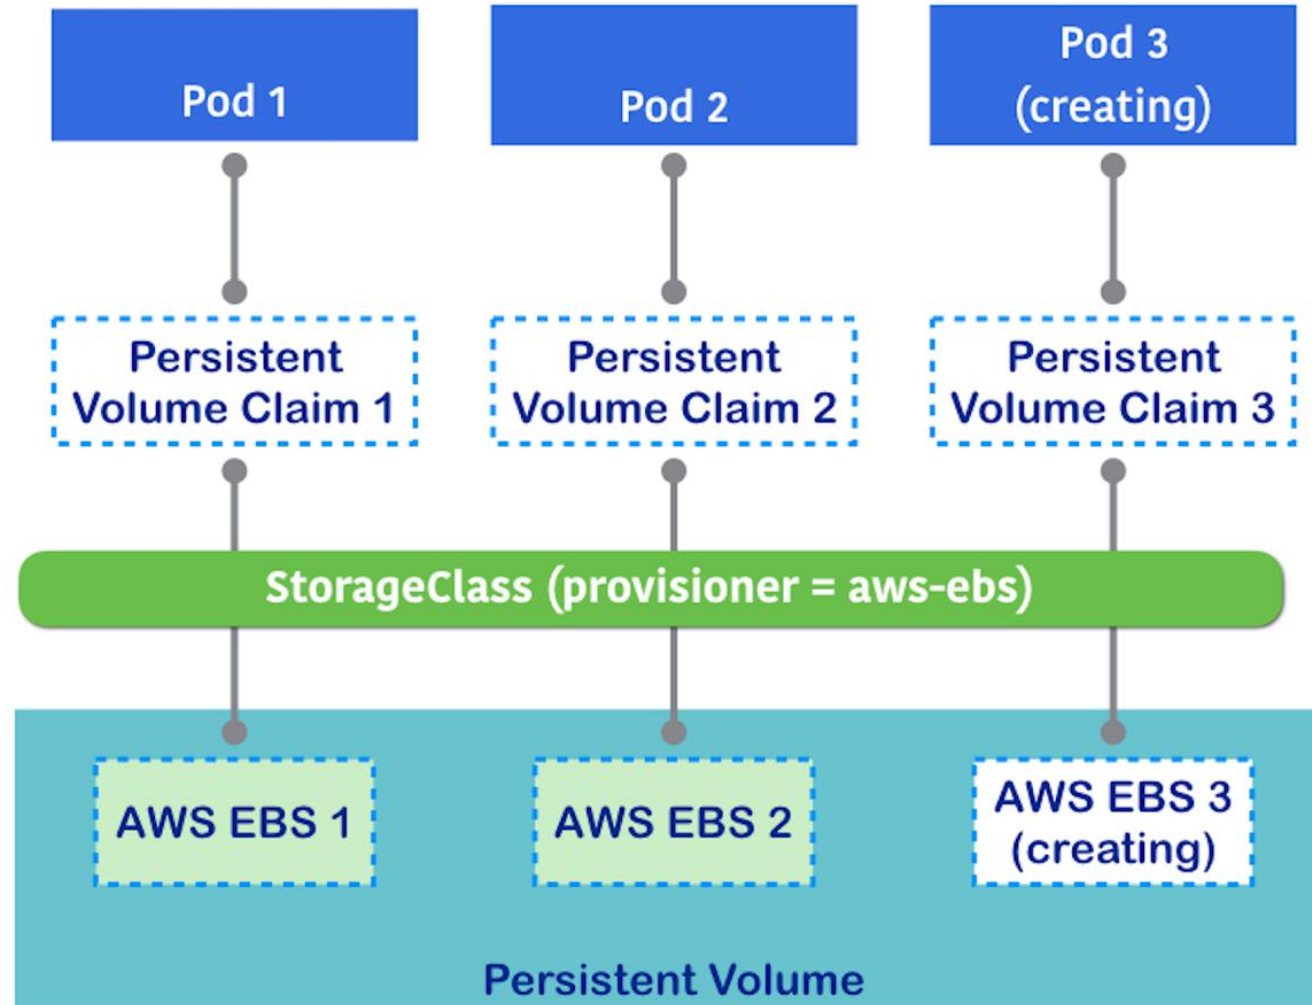 Pod 1
Pod 2
Pod 3
(creating)
Persistent
Volume Claim 1
Persistent
Volume Claim 2
Persistent
Volume Claim 3
StorageClass (provisioner = aws-ebs)
AWS EBS 1
AWS EBS 2
AWS EBS 3
(creating)
Persistent Volume